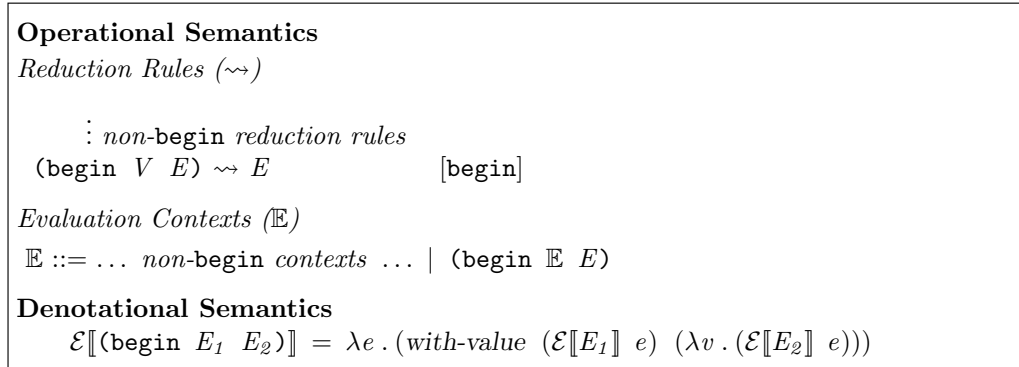 Operational Semantics
Reduction Rules (⇝)
⋮ non-begin reduction rules
(begin V E) ⇝ E [begin]
Evaluation Contexts (𝔼)
𝔼 ::= … non-begin contexts … | (begin 𝔼 E)
Denotational Semantics
ℰ⟦(begin E₁ E₂)⟧ = λe . (with-value (ℰ⟦E₁⟧ e) (λv . (ℰ⟦E₂⟧ e)))